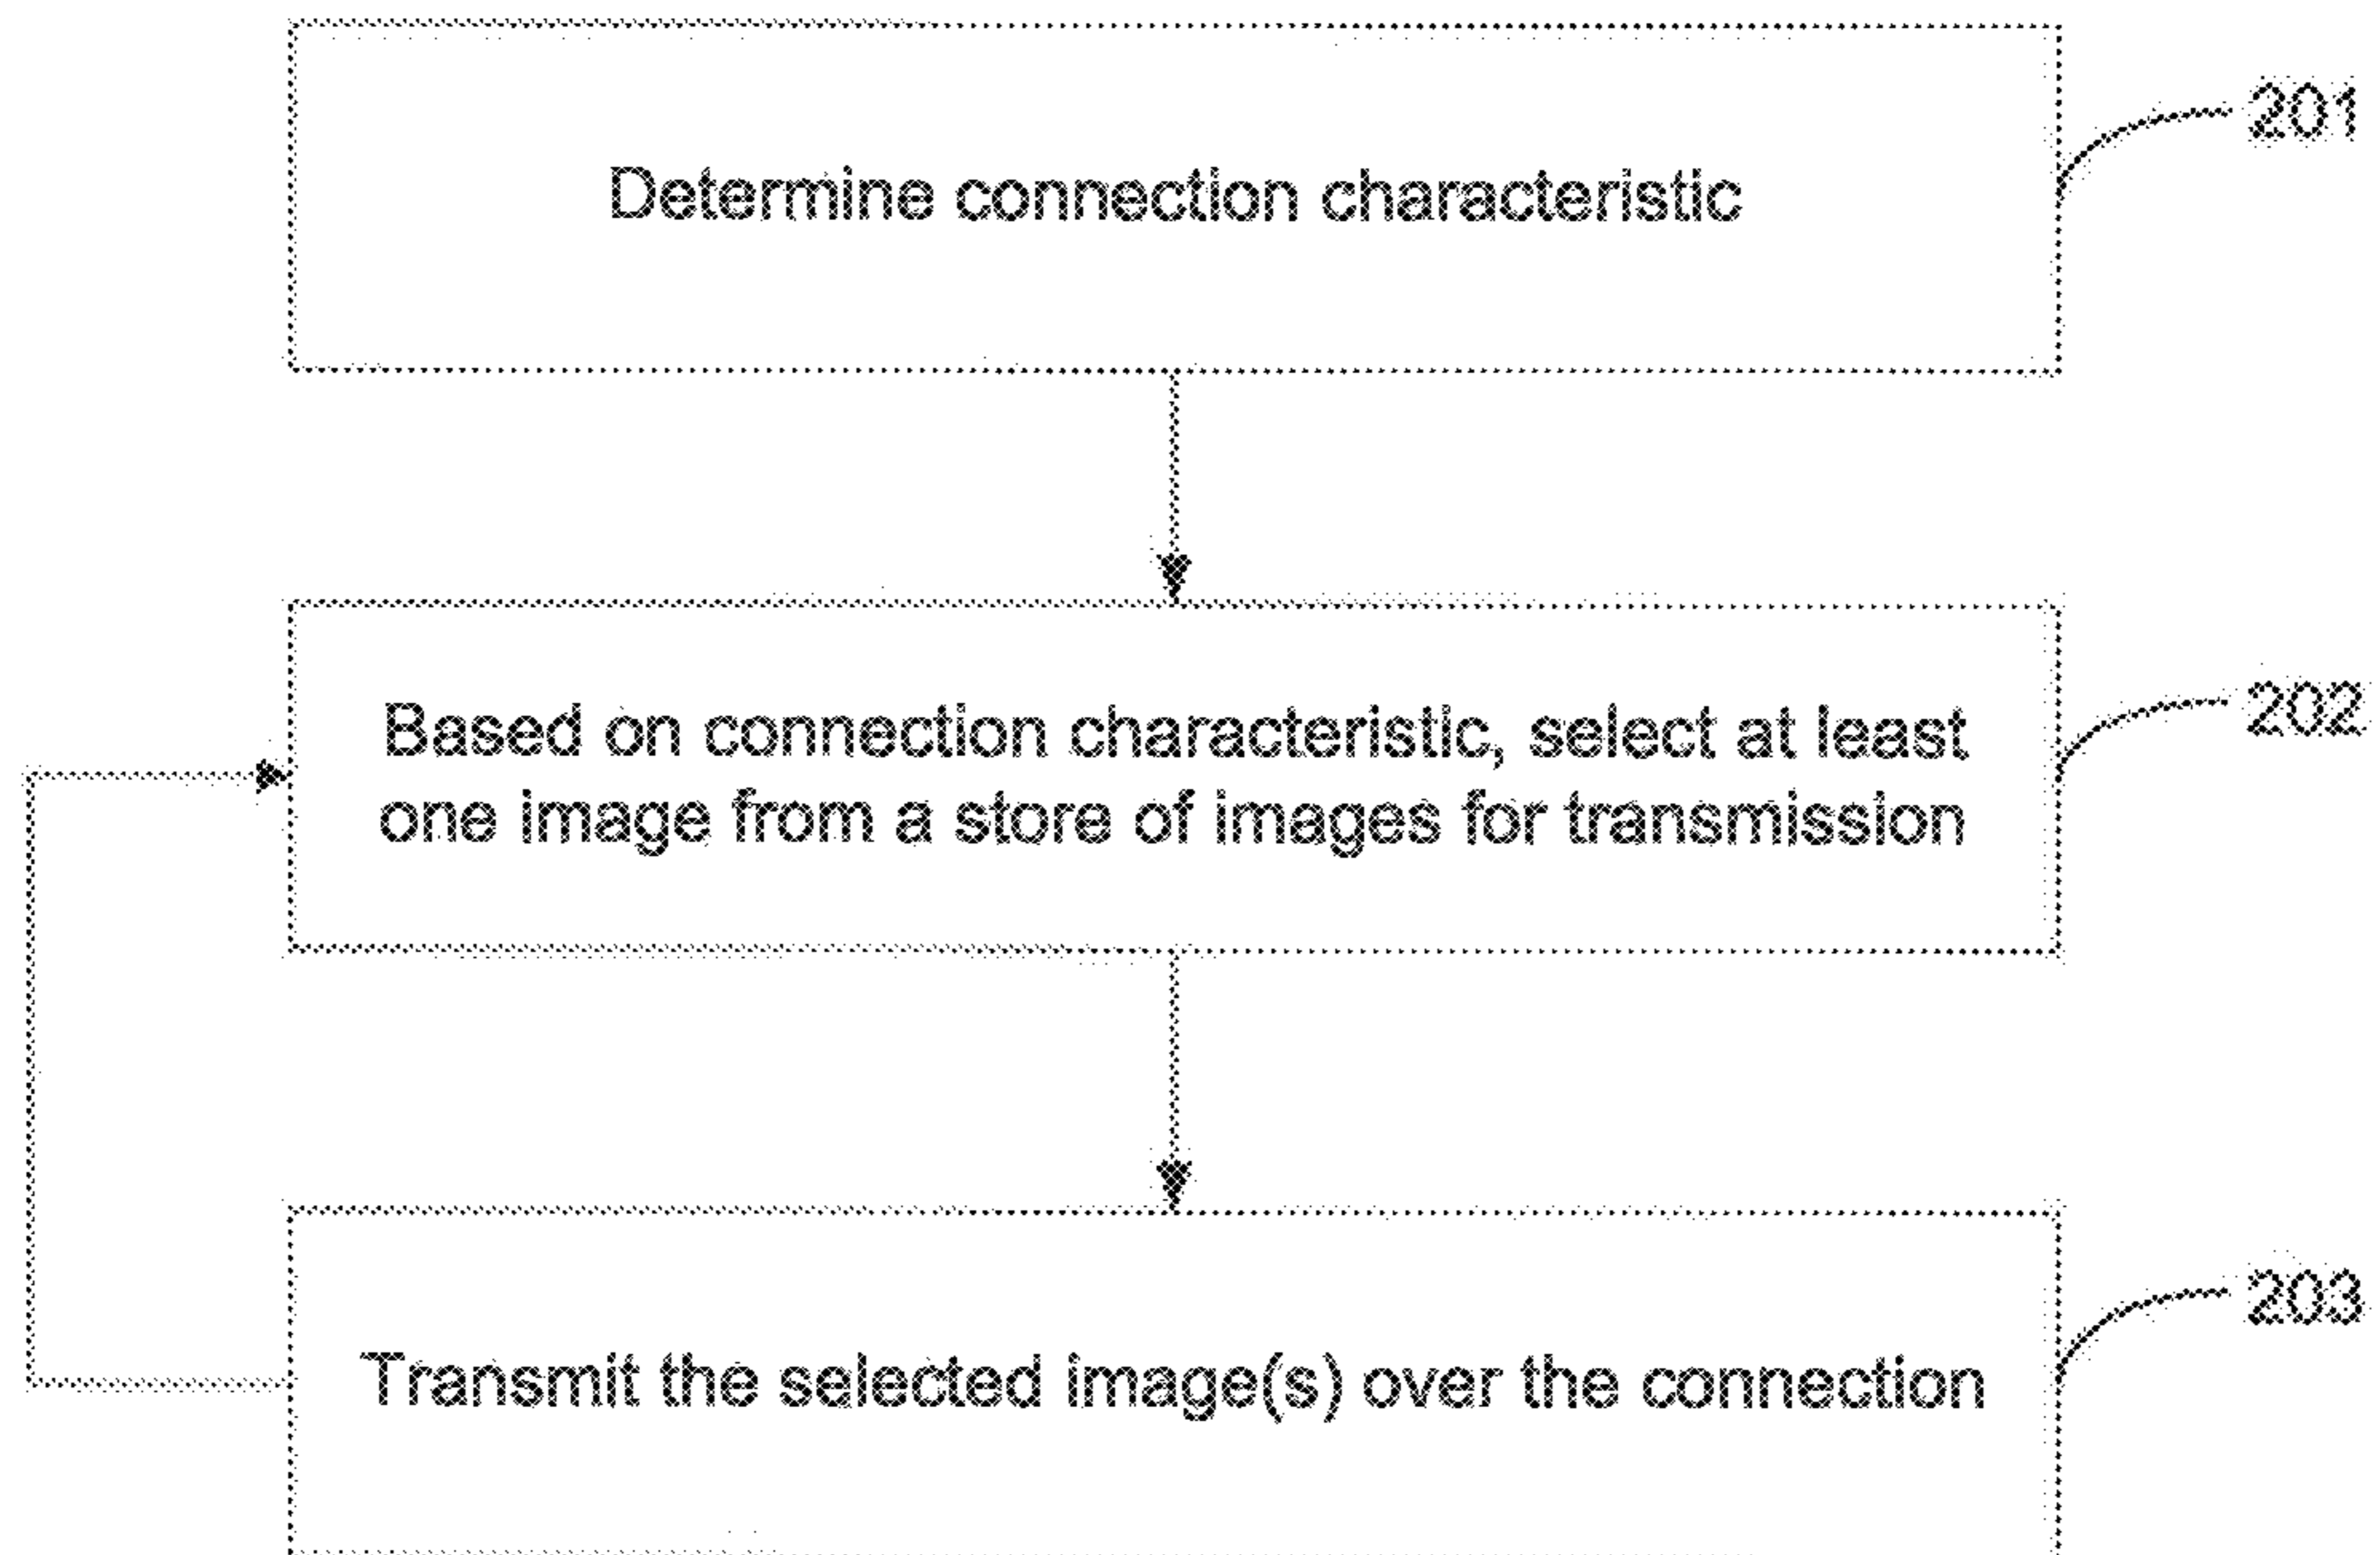 Determine connection characteristic
201
Based on connection characteristic, select at least
one image from a store of images for transmission
202
Transmit the selected image(s) over the connection
203